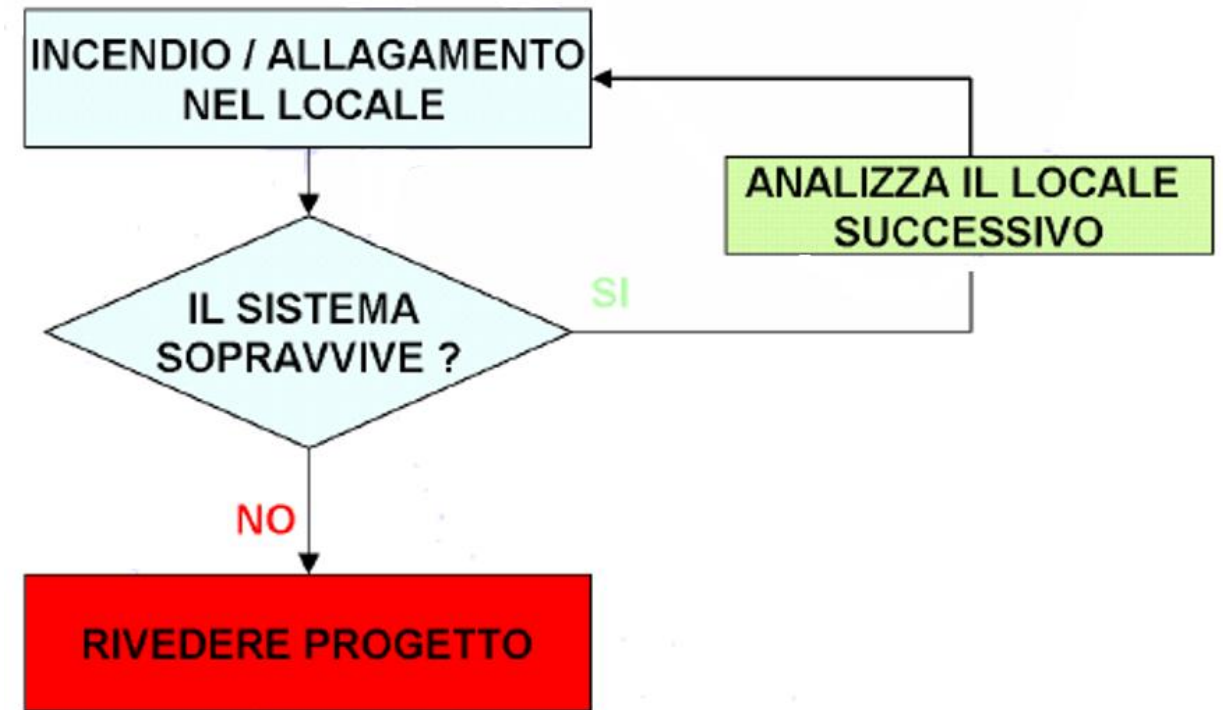 INCENDIO / ALLAGAMENTO
NEL LOCALE
ANALIZZA IL LOCALE
SUCCESSIVO
SI
IL SISTEMA
SOPRAVVIVE ?
NO
RIVEDERE PROGETTO